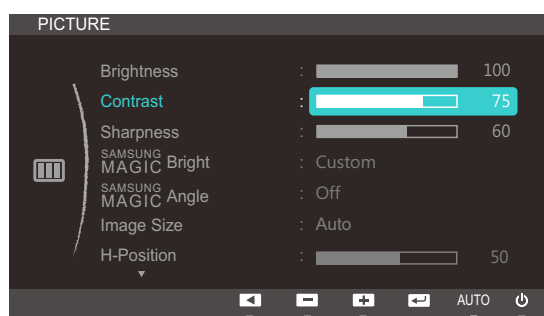 PICTURE
Brightness : 100
Contrast : 75
Sharpness : 60
SAMSUNG
MAGIC Bright : Custom
SAMSUNG
MAGIC Angle : Off
Image Size : Auto
H-Position : 50
AUTO